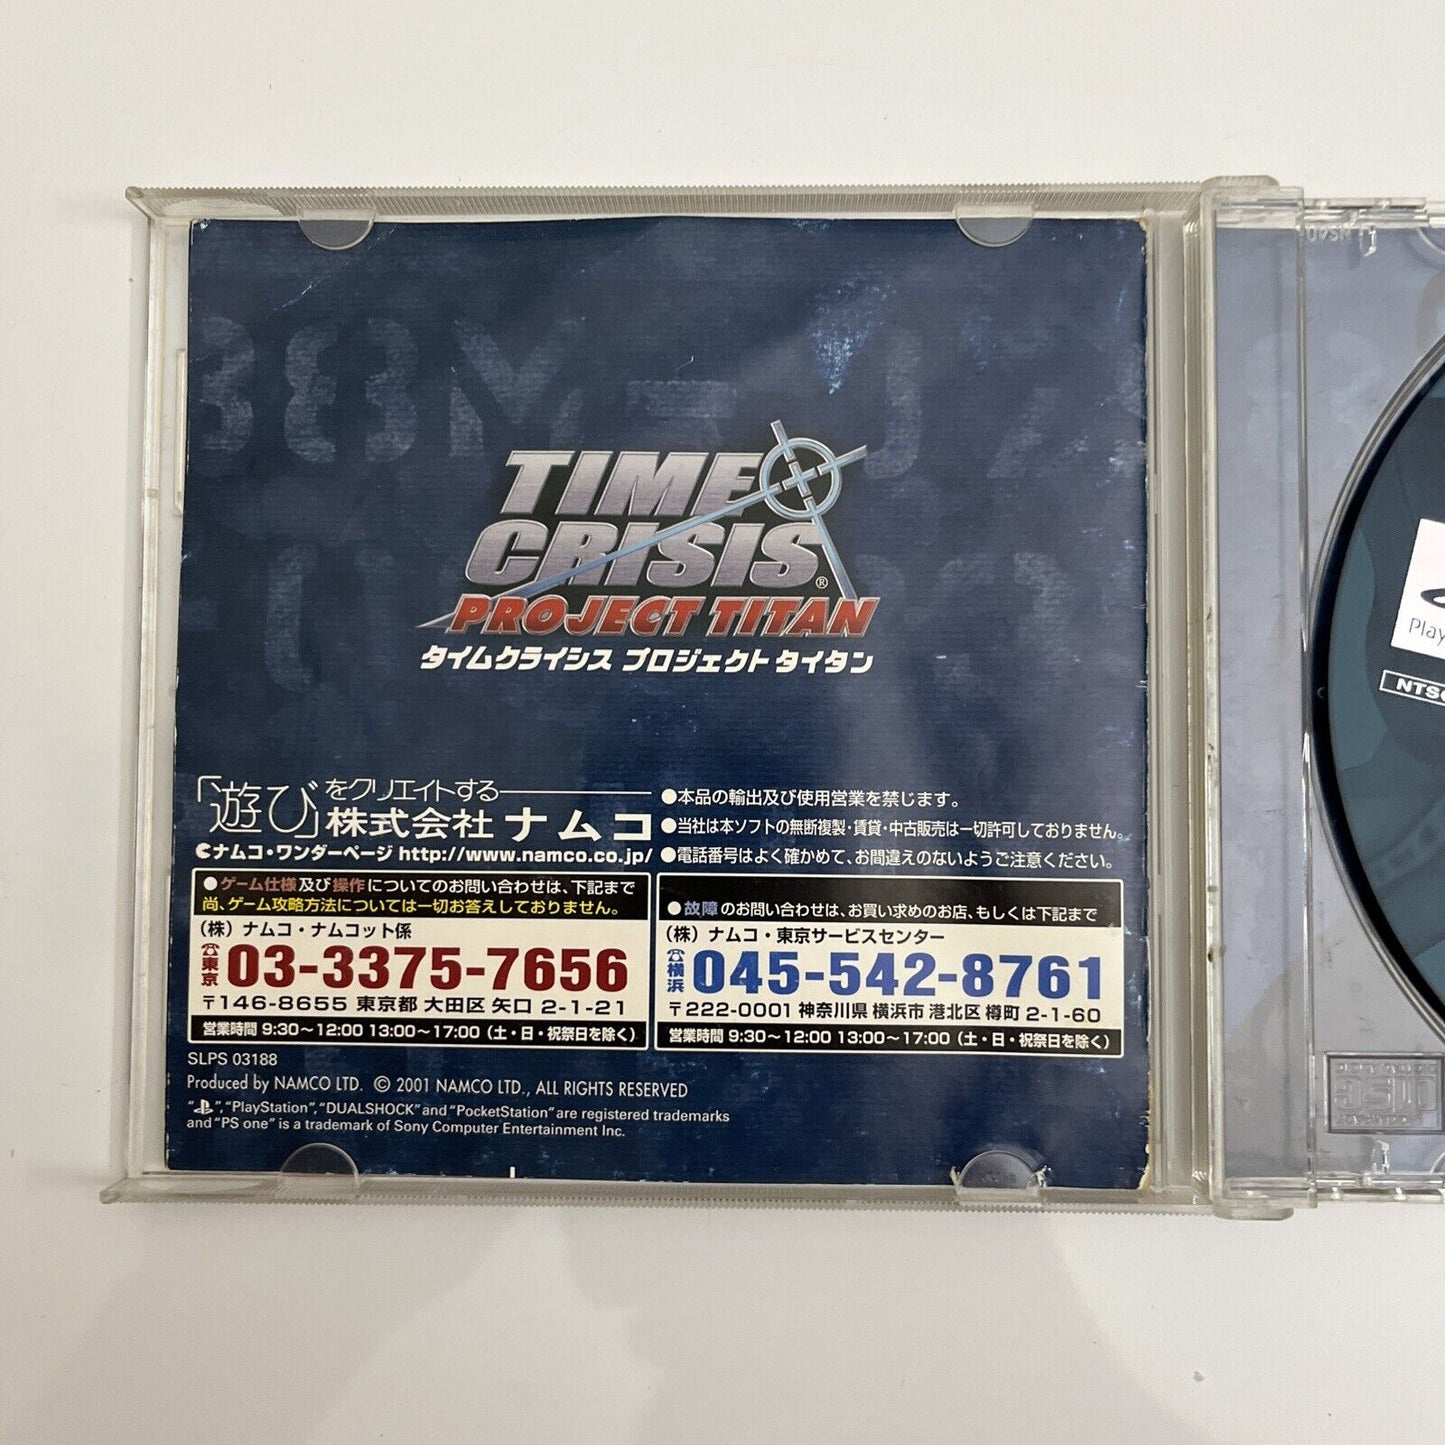 TIME
CRISIS®
PROJECT TITAN
タイムクライシス プロジェクト タイタン
「遊び」をクリエイトする
株式会社 ナムコ
ナムコ・ワンダーページ http://www.namco.co.jp/
●本品の輸出及び使用営業を禁じます。
●当社は本ソフトの無断複製・賃貸・中古販売は一切許可しておりません。
●電話番号はよく確かめて、お間違えのないようご注意ください。
●ゲーム仕様及び操作についてのお問い合わせは、下記まで
尚、ゲーム攻略方法については一切お答えしておりません。
（株）ナムコ・ナムコット係
☎東京 03-3375-7656
〒146-8655 東京都 大田区 矢口 2-1-21
営業時間 9:30～12:00 13:00～17:00（土・日・祝祭日を除く）
●故障のお問い合わせは、お買い求めのお店、もしくは下記まで
（株）ナムコ・東京サービスセンター
☎横浜 045-542-8761
〒222-0001 神奈川県 横浜市 港北区 樽町 2-1-60
営業時間 9:30～12:00 13:00～17:00（土・日・祝祭日を除く）
SLPS 03188
Produced by NAMCO LTD. © 2001 NAMCO LTD., ALL RIGHTS RESERVED
" ", "PlayStation", "DUALSHOCK" and "PocketStation" are registered trademarks
and "PS one" is a trademark of Sony Computer Entertainment Inc.
Play
NTSC